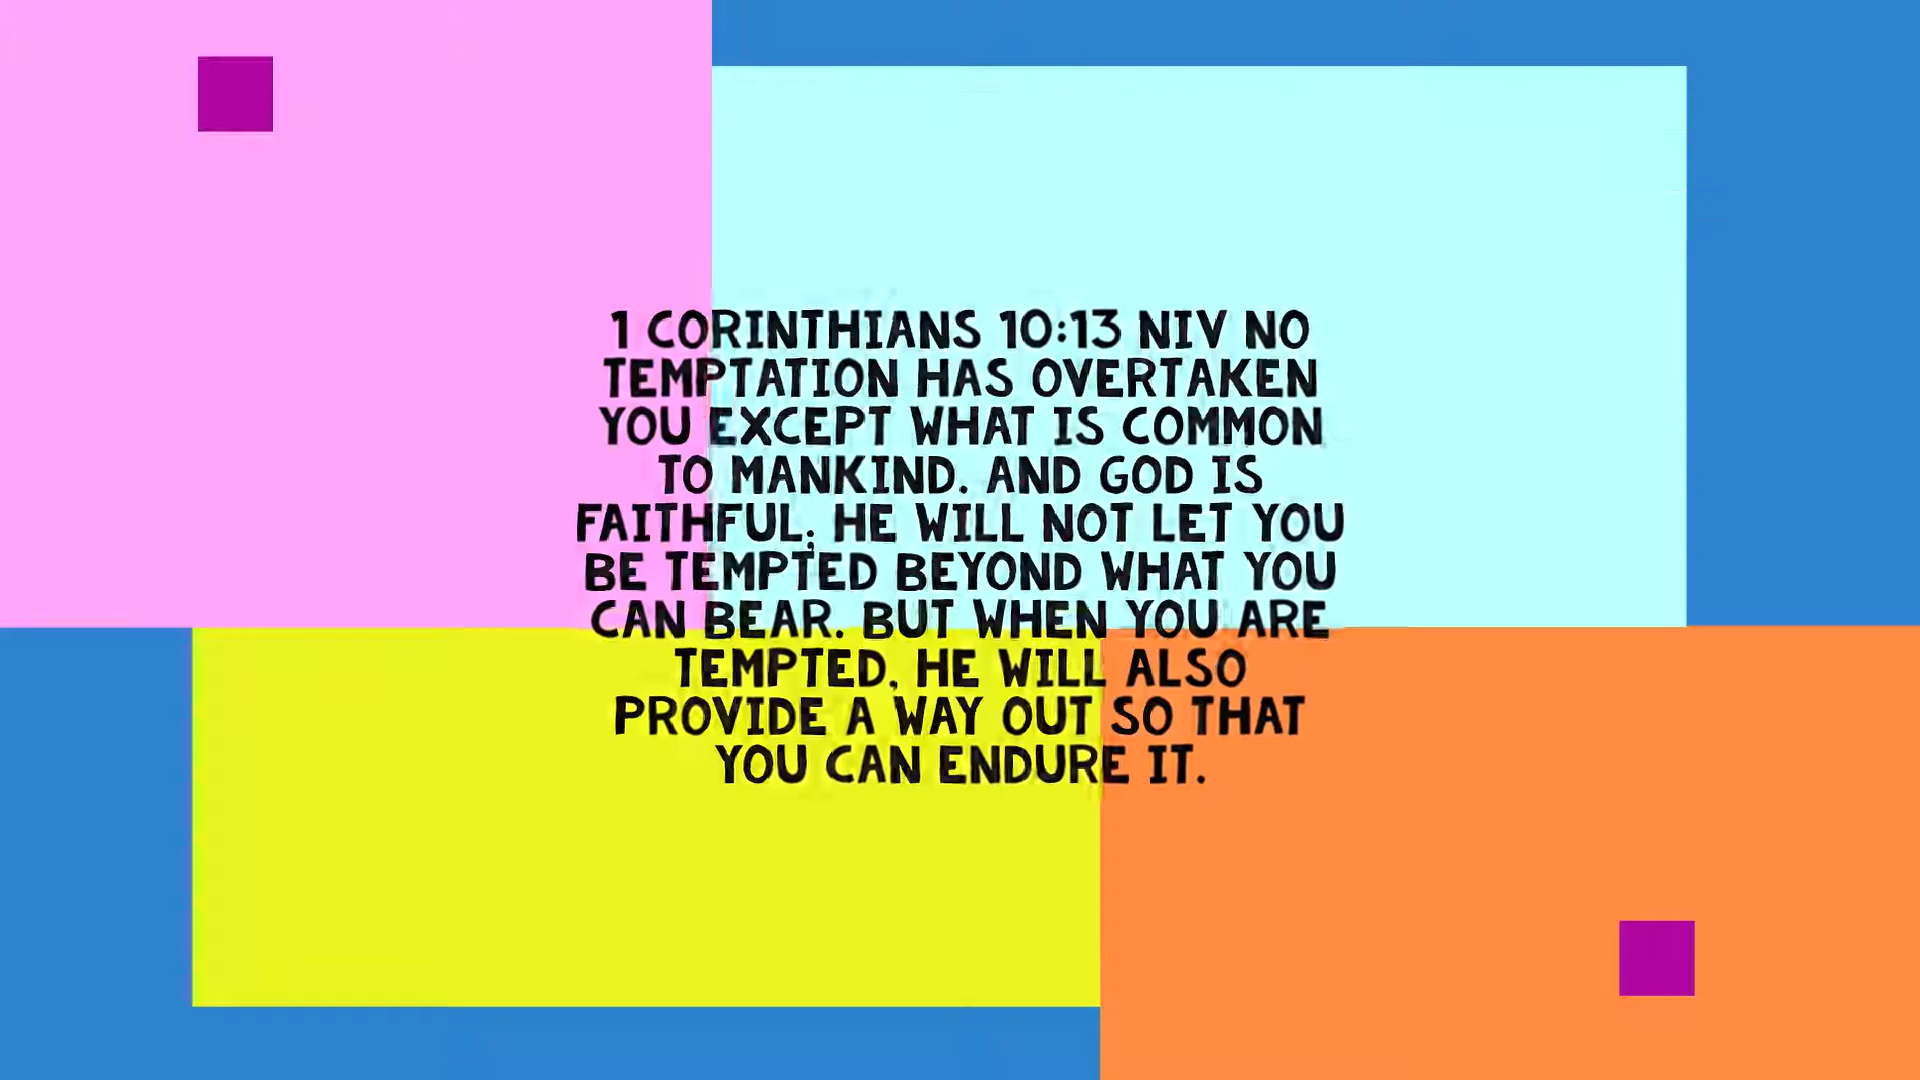 1 CORINTHIANS 10:13 NIV NO
TEMPTATION HAS OVERTAKEN
YOU EXCEPT WHAT IS COMMON
TO MANKIND. AND GOD IS
FAITHFUL; HE WILL NOT LET YOU
BE TEMPTED BEYOND WHAT YOU
CAN BEAR. BUT WHEN YOU ARE
TEMPTED, HE WILL ALSO
PROVIDE A WAY OUT SO THAT
YOU CAN ENDURE IT.